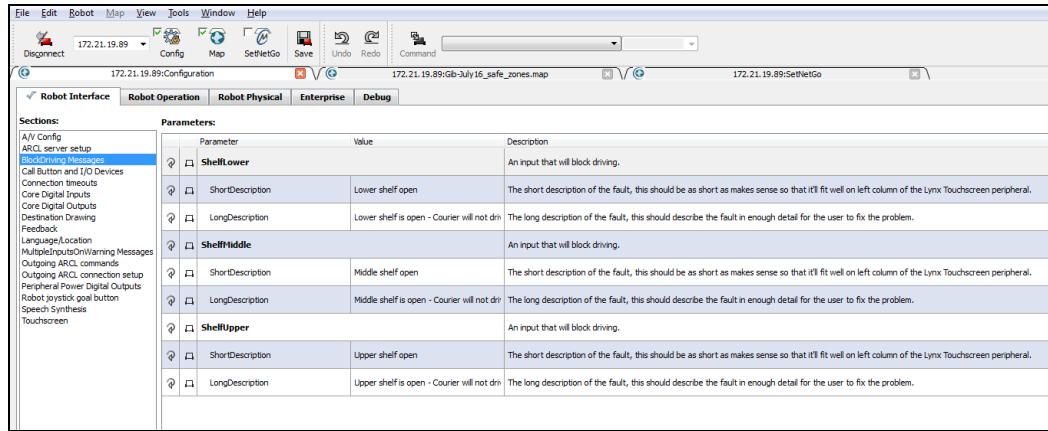 File Edit Robot Map View Tools Window Help
Disconnect 172.21.19.89 Config Map SetNetGo Save Undo Redo Command
172.21.19.89:Configuration 172.21.19.89:Gib-July16_safe_zones.map 172.21.19.89:SetNetGo
Robot Interface Robot Operation Robot Physical Enterprise Debug
Sections:
A/V Config
ARCL server setup
BlockDriving Messages
Call Button and I/O Devices
Connection timeouts
Core Digital Inputs
Core Digital Outputs
Destination Drawing
Feedback
Language/Location
MultipleInputsOnWarning Messages
Outgoing ARCL commands
Outgoing ARCL connection setup
Peripheral Power Digital Outputs
Robot joystick goal button
Speech Synthesis
Touchscreen
Parameters:
Parameter Value Description
ShelfLower An input that will block driving.
ShortDescription Lower shelf open The short description of the fault, this should be as short as makes sense so that it'll fit well on left column of the Lynx Touchscreen peripheral.
LongDescription Lower shelf is open - Courier will not driv The long description of the fault, this should describe the fault in enough detail for the user to fix the problem.
ShelfMiddle An input that will block driving.
ShortDescription Middle shelf open The short description of the fault, this should be as short as makes sense so that it'll fit well on left column of the Lynx Touchscreen peripheral.
LongDescription Middle shelf is open - Courier will not driv The long description of the fault, this should describe the fault in enough detail for the user to fix the problem.
ShelfUpper An input that will block driving.
ShortDescription Upper shelf open The short description of the fault, this should be as short as makes sense so that it'll fit well on left column of the Lynx Touchscreen peripheral.
LongDescription Upper shelf is open - Courier will not driv The long description of the fault, this should describe the fault in enough detail for the user to fix the problem.